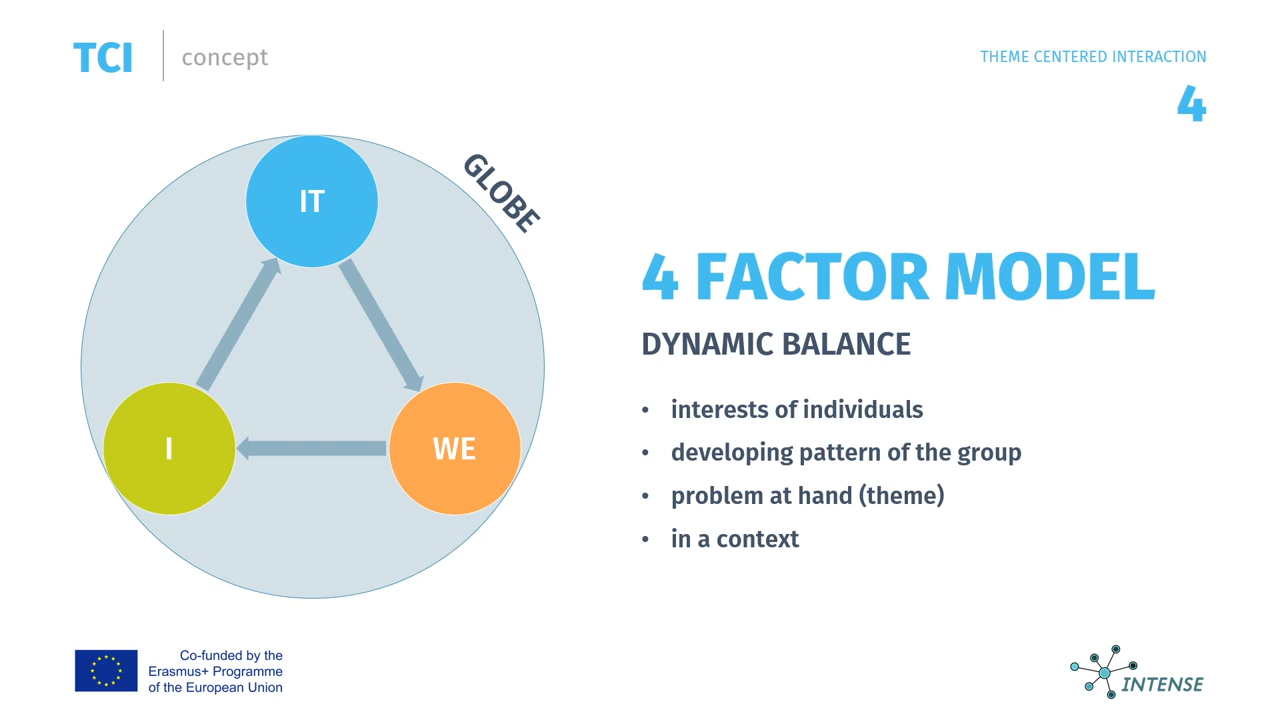 TCI
concept
THEME CENTERED INTERACTION
4
IT
GLOBE
I
WE
4 FACTOR MODEL
DYNAMIC BALANCE
• interests of individuals
• developing pattern of the group
• problem at hand (theme)
• in a context
Co-funded by the
Erasmus+ Programme
of the European Union
INTENSE